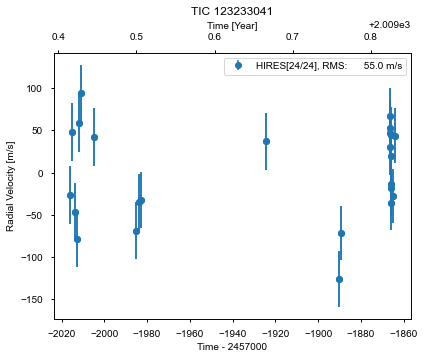 TIC 123233041
Time [Year]
0.4 0.5 0.6 0.7 0.8
+2.009e3
HIRES[24/24], RMS: 55.0 m/s
Radial Velocity [m/s]
100
50
0
−50
−100
−150
−2020 −2000 −1980 −1960 −1940 −1920 −1900 −1880 −1860
Time - 2457000